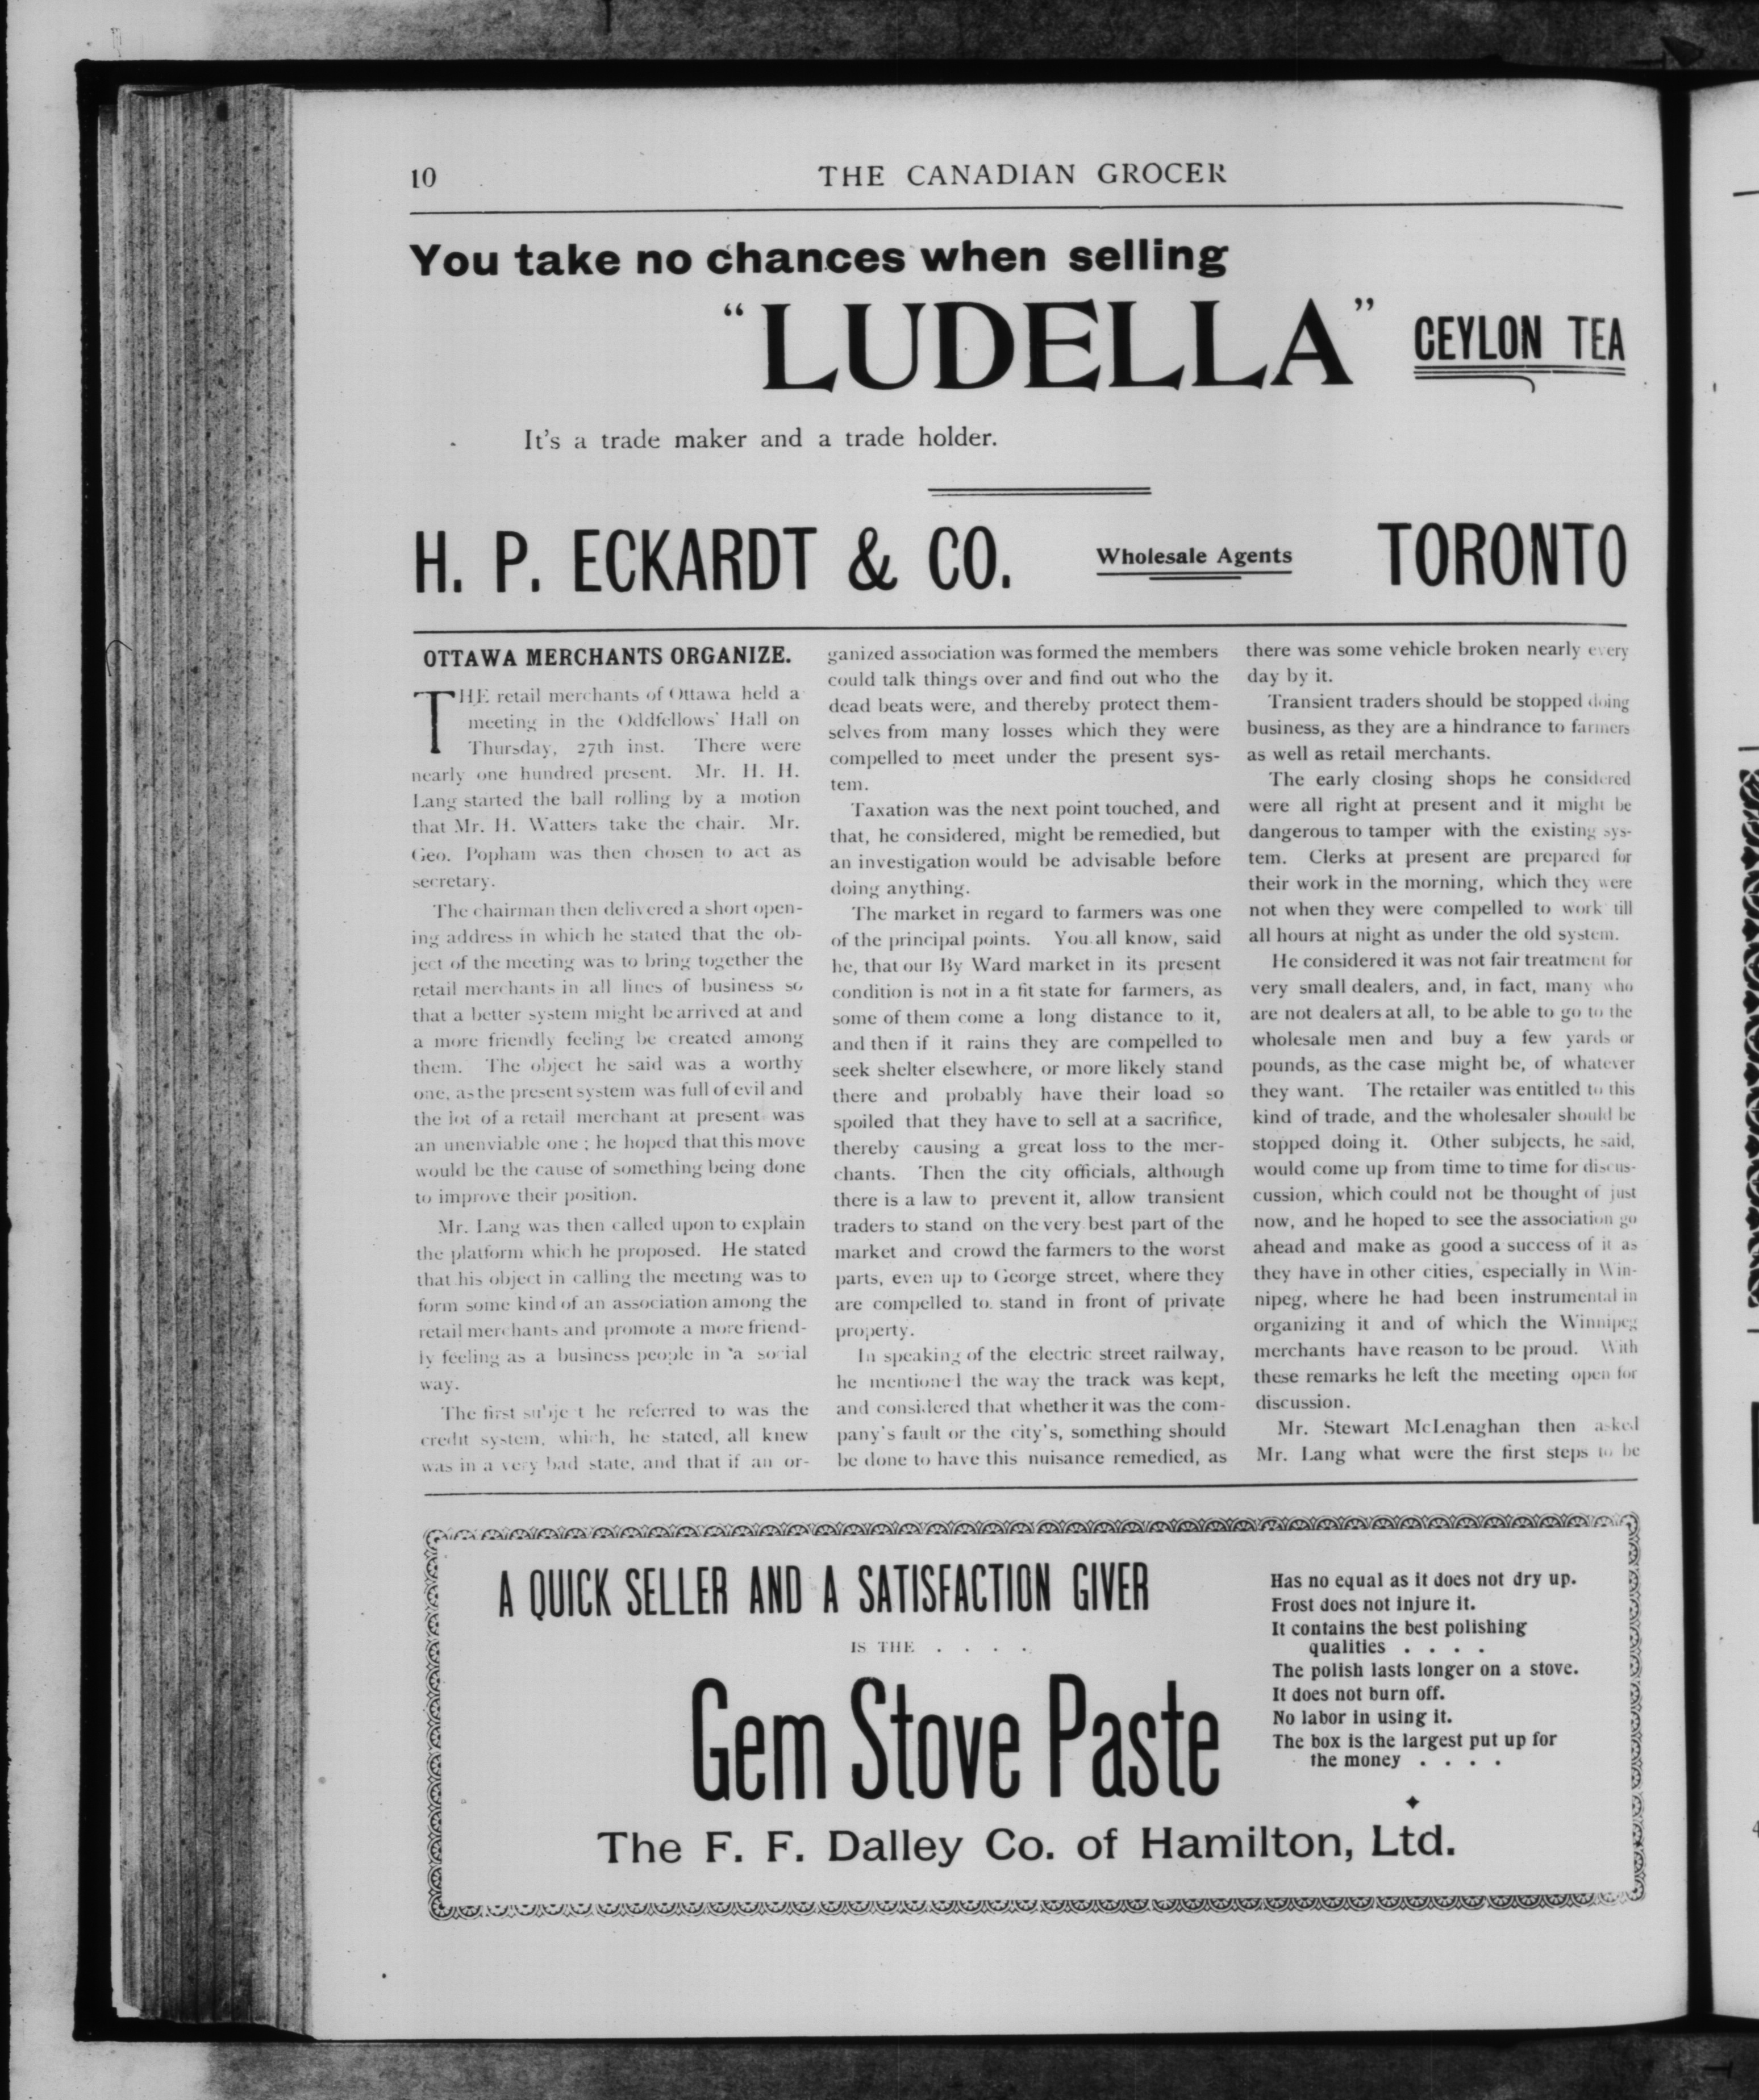 10
THE CANADIAN GROCER
You take no chances when selling
"LUDELLA" CEYLON TEA
It's a trade maker and a trade holder.
H. P. ECKARDT & CO. Wholesale Agents TORONTO
OTTAWA MERCHANTS ORGANIZE.
THE retail merchants of Ottawa held a
meeting in the Oddfellows' Hall on
Thursday, 27th inst. There were
nearly one hundred present. Mr. H. H.
Lang started the ball rolling by a motion
that Mr. H. Watters take the chair. Mr.
Geo. Popham was then chosen to act as
secretary.
The chairman then delivered a short open-
ing address in which he stated that the ob-
ject of the meeting was to bring together the
retail merchants in all lines of business so
that a better system might be arrived at and
a more friendly feeling be created among
them. The object he said was a worthy
one, as the present system was full of evil and
the lot of a retail merchant at present was
an unenviable one ; he hoped that this move
would be the cause of something being done
to improve their position.
Mr. Lang was then called upon to explain
the platform which he proposed. He stated
that his object in calling the meeting was to
form some kind of an association among the
retail merchants and promote a more friend-
ly feeling as a business people in a social
way.
The first subject he referred to was the
credit system, which, he stated, all knew
was in a very bad state, and that if an or-
ganized association was formed the members
could talk things over and find out who the
dead beats were, and thereby protect them-
selves from many losses which they were
compelled to meet under the present sys-
tem.
Taxation was the next point touched, and
that, he considered, might be remedied, but
an investigation would be advisable before
doing anything.
The market in regard to farmers was one
of the principal points. You all know, said
he, that our By Ward market in its present
condition is not in a fit state for farmers, as
some of them come a long distance to it,
and then if it rains they are compelled to
seek shelter elsewhere, or more likely stand
there and probably have their load so
spoiled that they have to sell at a sacrifice,
thereby causing a great loss to the mer-
chants. Then the city officials, although
there is a law to prevent it, allow transient
traders to stand on the very best part of the
market and crowd the farmers to the worst
parts, even up to George street, where they
are compelled to stand in front of private
property.
In speaking of the electric street railway,
he mentioned the way the track was kept,
and considered that whether it was the com-
pany's fault or the city's, something should
be done to have this nuisance remedied, as
there was some vehicle broken nearly every
day by it.
Transient traders should be stopped doing
business, as they are a hindrance to farmers
as well as retail merchants.
The early closing shops he considered
were all right at present and it might be
dangerous to tamper with the existing sys-
tem. Clerks at present are prepared for
their work in the morning, which they were
not when they were compelled to work till
all hours at night as under the old system.
He considered it was not fair treatment for
very small dealers, and, in fact, many who
are not dealers at all, to be able to go to the
wholesale men and buy a few yards or
pounds, as the case might be, of whatever
they want. The retailer was entitled to this
kind of trade, and the wholesaler should be
stopped doing it. Other subjects, he said,
would come up from time to time for discus-
cussion, which could not be thought of just
now, and he hoped to see the association go
ahead and make as good a success of it as
they have in other cities, especially in Win-
nipeg, where he had been instrumental in
organizing it and of which the Winnipeg
merchants have reason to be proud. With
these remarks he left the meeting open for
discussion.
Mr. Stewart McLenaghan then asked
Mr. Lang what were the first steps to be
A QUICK SELLER AND A SATISFACTION GIVER
IS THE . . . .
Gem Stove Paste
Has no equal as it does not dry up.
Frost does not injure it.
It contains the best polishing
qualities . . . .
The polish lasts longer on a stove.
It does not burn off.
No labor in using it.
The box is the largest put up for
the money . . . .
The F. F. Dalley Co. of Hamilton, Ltd.